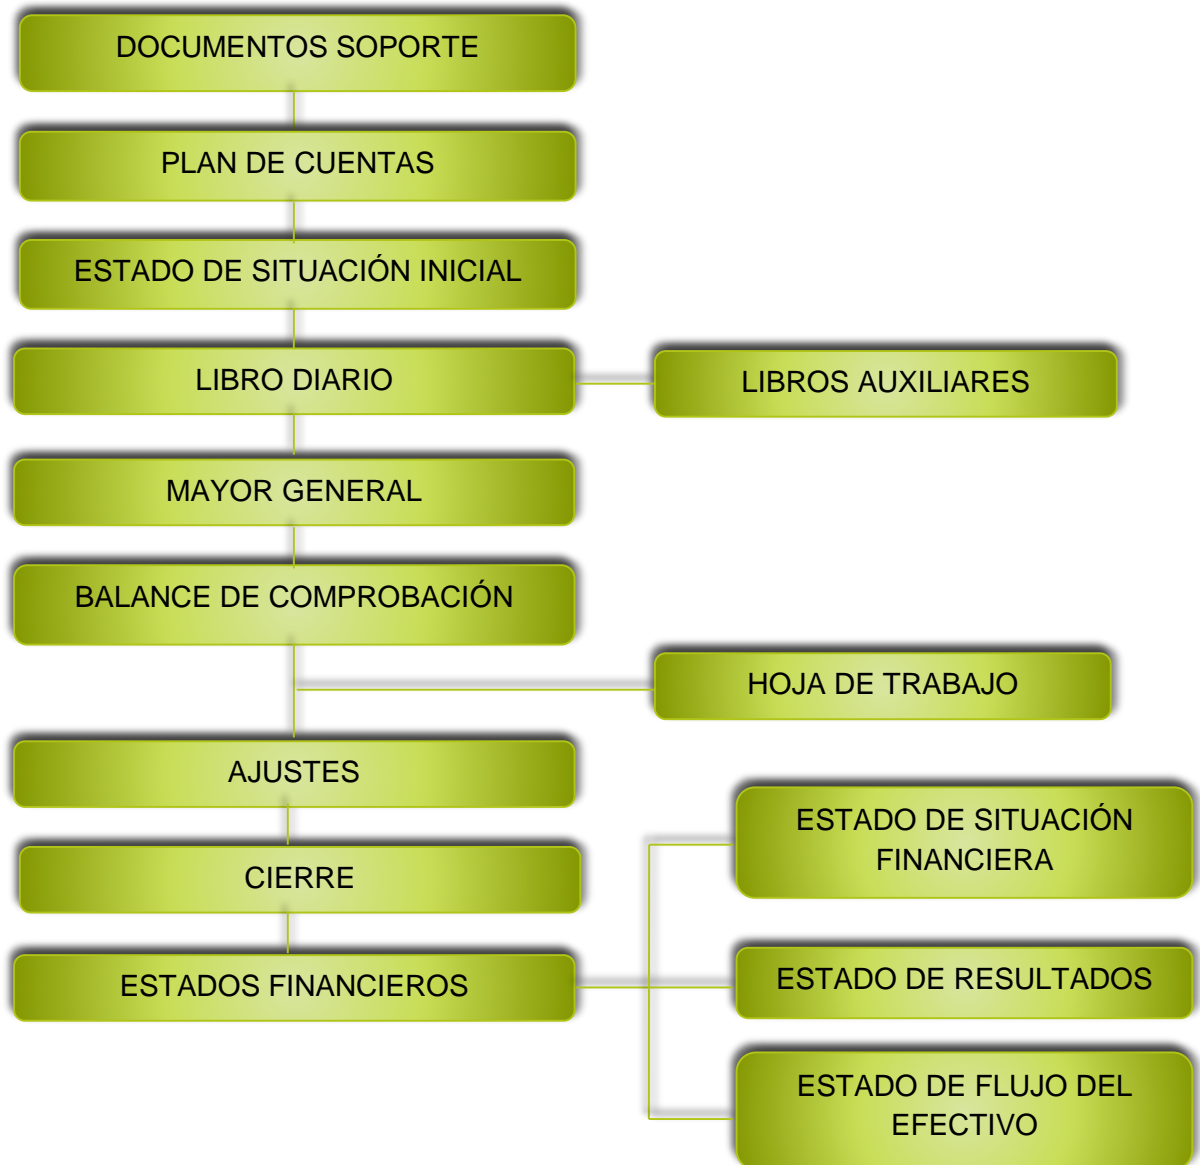 DOCUMENTOS SOPORTE
PLAN DE CUENTAS
ESTADO DE SITUACIÓN INICIAL
LIBRO DIARIO
LIBROS AUXILIARES
MAYOR GENERAL
BALANCE DE COMPROBACIÓN
HOJA DE TRABAJO
AJUSTES
CIERRE
ESTADOS FINANCIEROS
ESTADO DE SITUACIÓN
FINANCIERA
ESTADO DE RESULTADOS
ESTADO DE FLUJO DEL
EFECTIVO